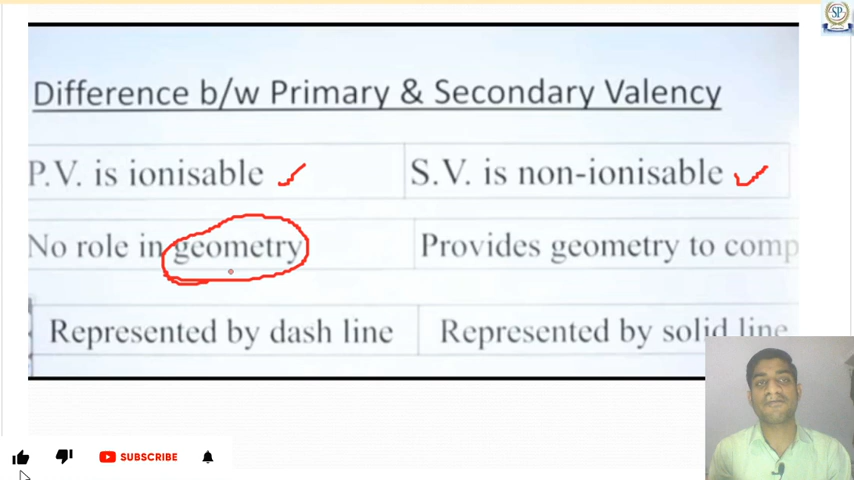 SP
Difference b/w Primary & Secondary Valency
P.V. is ionisable
S.V. is non-ionisable
No role in geometry
Provides geometry to comp
Represented by dash line
Represented by solid line
SUBSCRIBE